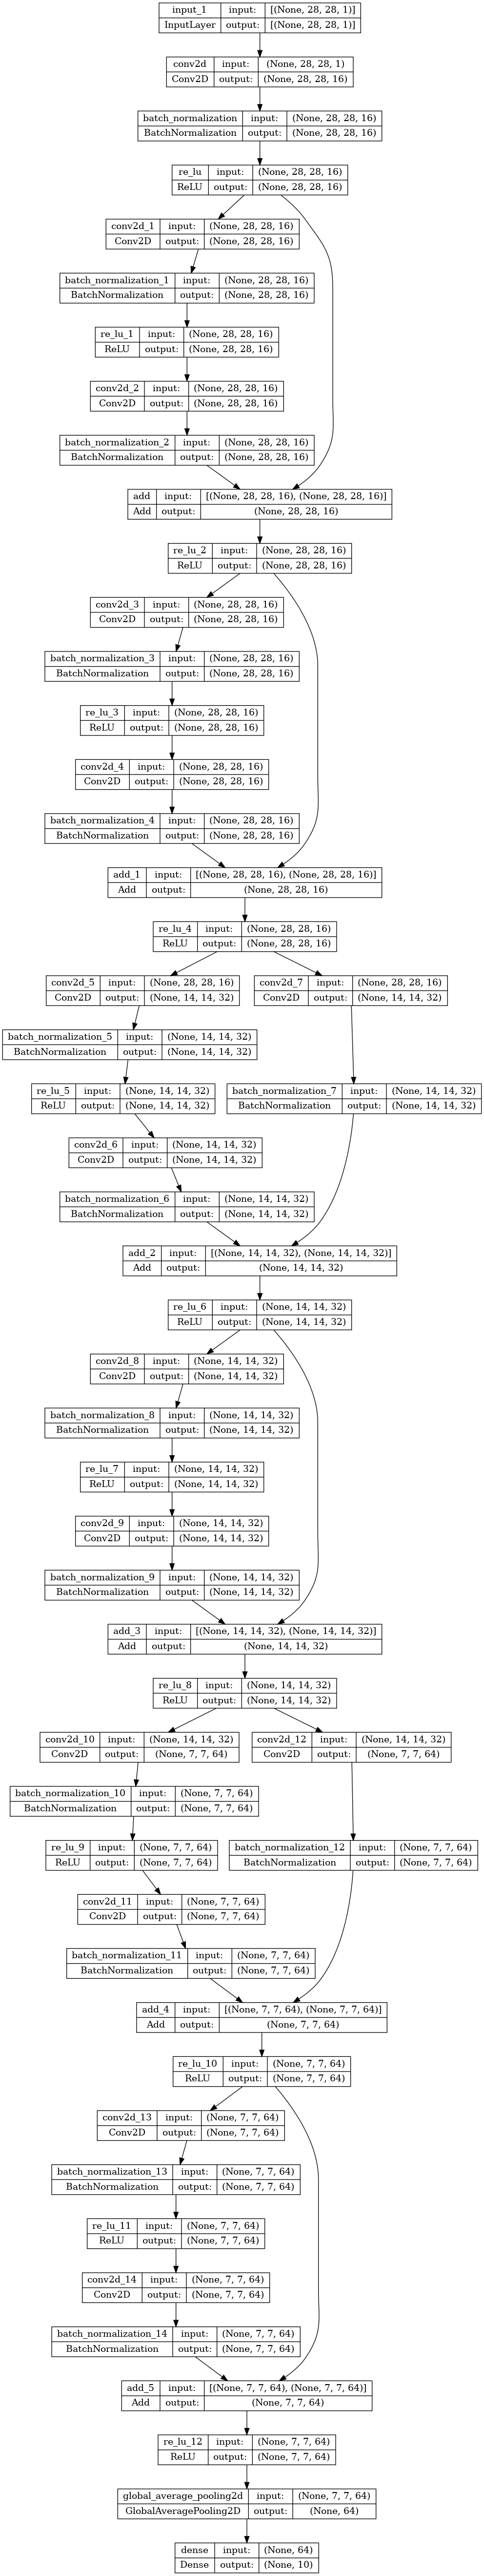 input_1 input: [(None, 28, 28, 1)]
InputLayer output: [(None, 28, 28, 1)]
conv2d input: (None, 28, 28, 1)
Conv2D output: (None, 28, 28, 16)
batch_normalization input: (None, 28, 28, 16)
BatchNormalization output: (None, 28, 28, 16)
re_lu input: (None, 28, 28, 16)
ReLU output: (None, 28, 28, 16)
conv2d_1 input: (None, 28, 28, 16)
Conv2D output: (None, 28, 28, 16)
batch_normalization_1 input: (None, 28, 28, 16)
BatchNormalization output: (None, 28, 28, 16)
re_lu_1 input: (None, 28, 28, 16)
ReLU output: (None, 28, 28, 16)
conv2d_2 input: (None, 28, 28, 16)
Conv2D output: (None, 28, 28, 16)
batch_normalization_2 input: (None, 28, 28, 16)
BatchNormalization output: (None, 28, 28, 16)
add input: [(None, 28, 28, 16), (None, 28, 28, 16)]
Add output: (None, 28, 28, 16)
re_lu_2 input: (None, 28, 28, 16)
ReLU output: (None, 28, 28, 16)
conv2d_3 input: (None, 28, 28, 16)
Conv2D output: (None, 28, 28, 16)
batch_normalization_3 input: (None, 28, 28, 16)
BatchNormalization output: (None, 28, 28, 16)
re_lu_3 input: (None, 28, 28, 16)
ReLU output: (None, 28, 28, 16)
conv2d_4 input: (None, 28, 28, 16)
Conv2D output: (None, 28, 28, 16)
batch_normalization_4 input: (None, 28, 28, 16)
BatchNormalization output: (None, 28, 28, 16)
add_1 input: [(None, 28, 28, 16), (None, 28, 28, 16)]
Add output: (None, 28, 28, 16)
re_lu_4 input: (None, 28, 28, 16)
ReLU output: (None, 28, 28, 16)
conv2d_5 input: (None, 28, 28, 16)
Conv2D output: (None, 14, 14, 32)
conv2d_7 input: (None, 28, 28, 16)
Conv2D output: (None, 14, 14, 32)
batch_normalization_5 input: (None, 14, 14, 32)
BatchNormalization output: (None, 14, 14, 32)
re_lu_5 input: (None, 14, 14, 32)
ReLU output: (None, 14, 14, 32)
batch_normalization_7 input: (None, 14, 14, 32)
BatchNormalization output: (None, 14, 14, 32)
conv2d_6 input: (None, 14, 14, 32)
Conv2D output: (None, 14, 14, 32)
batch_normalization_6 input: (None, 14, 14, 32)
BatchNormalization output: (None, 14, 14, 32)
add_2 input: [(None, 14, 14, 32), (None, 14, 14, 32)]
Add output: (None, 14, 14, 32)
re_lu_6 input: (None, 14, 14, 32)
ReLU output: (None, 14, 14, 32)
conv2d_8 input: (None, 14, 14, 32)
Conv2D output: (None, 14, 14, 32)
batch_normalization_8 input: (None, 14, 14, 32)
BatchNormalization output: (None, 14, 14, 32)
re_lu_7 input: (None, 14, 14, 32)
ReLU output: (None, 14, 14, 32)
conv2d_9 input: (None, 14, 14, 32)
Conv2D output: (None, 14, 14, 32)
batch_normalization_9 input: (None, 14, 14, 32)
BatchNormalization output: (None, 14, 14, 32)
add_3 input: [(None, 14, 14, 32), (None, 14, 14, 32)]
Add output: (None, 14, 14, 32)
re_lu_8 input: (None, 14, 14, 32)
ReLU output: (None, 14, 14, 32)
conv2d_10 input: (None, 14, 14, 32)
Conv2D output: (None, 7, 7, 64)
conv2d_12 input: (None, 14, 14, 32)
Conv2D output: (None, 7, 7, 64)
batch_normalization_10 input: (None, 7, 7, 64)
BatchNormalization output: (None, 7, 7, 64)
re_lu_9 input: (None, 7, 7, 64)
ReLU output: (None, 7, 7, 64)
batch_normalization_12 input: (None, 7, 7, 64)
BatchNormalization output: (None, 7, 7, 64)
conv2d_11 input: (None, 7, 7, 64)
Conv2D output: (None, 7, 7, 64)
batch_normalization_11 input: (None, 7, 7, 64)
BatchNormalization output: (None, 7, 7, 64)
add_4 input: [(None, 7, 7, 64), (None, 7, 7, 64)]
Add output: (None, 7, 7, 64)
re_lu_10 input: (None, 7, 7, 64)
ReLU output: (None, 7, 7, 64)
conv2d_13 input: (None, 7, 7, 64)
Conv2D output: (None, 7, 7, 64)
batch_normalization_13 input: (None, 7, 7, 64)
BatchNormalization output: (None, 7, 7, 64)
re_lu_11 input: (None, 7, 7, 64)
ReLU output: (None, 7, 7, 64)
conv2d_14 input: (None, 7, 7, 64)
Conv2D output: (None, 7, 7, 64)
batch_normalization_14 input: (None, 7, 7, 64)
BatchNormalization output: (None, 7, 7, 64)
add_5 input: [(None, 7, 7, 64), (None, 7, 7, 64)]
Add output: (None, 7, 7, 64)
re_lu_12 input: (None, 7, 7, 64)
ReLU output: (None, 7, 7, 64)
global_average_pooling2d input: (None, 7, 7, 64)
GlobalAveragePooling2D output: (None, 64)
dense input: (None, 64)
Dense output: (None, 10)